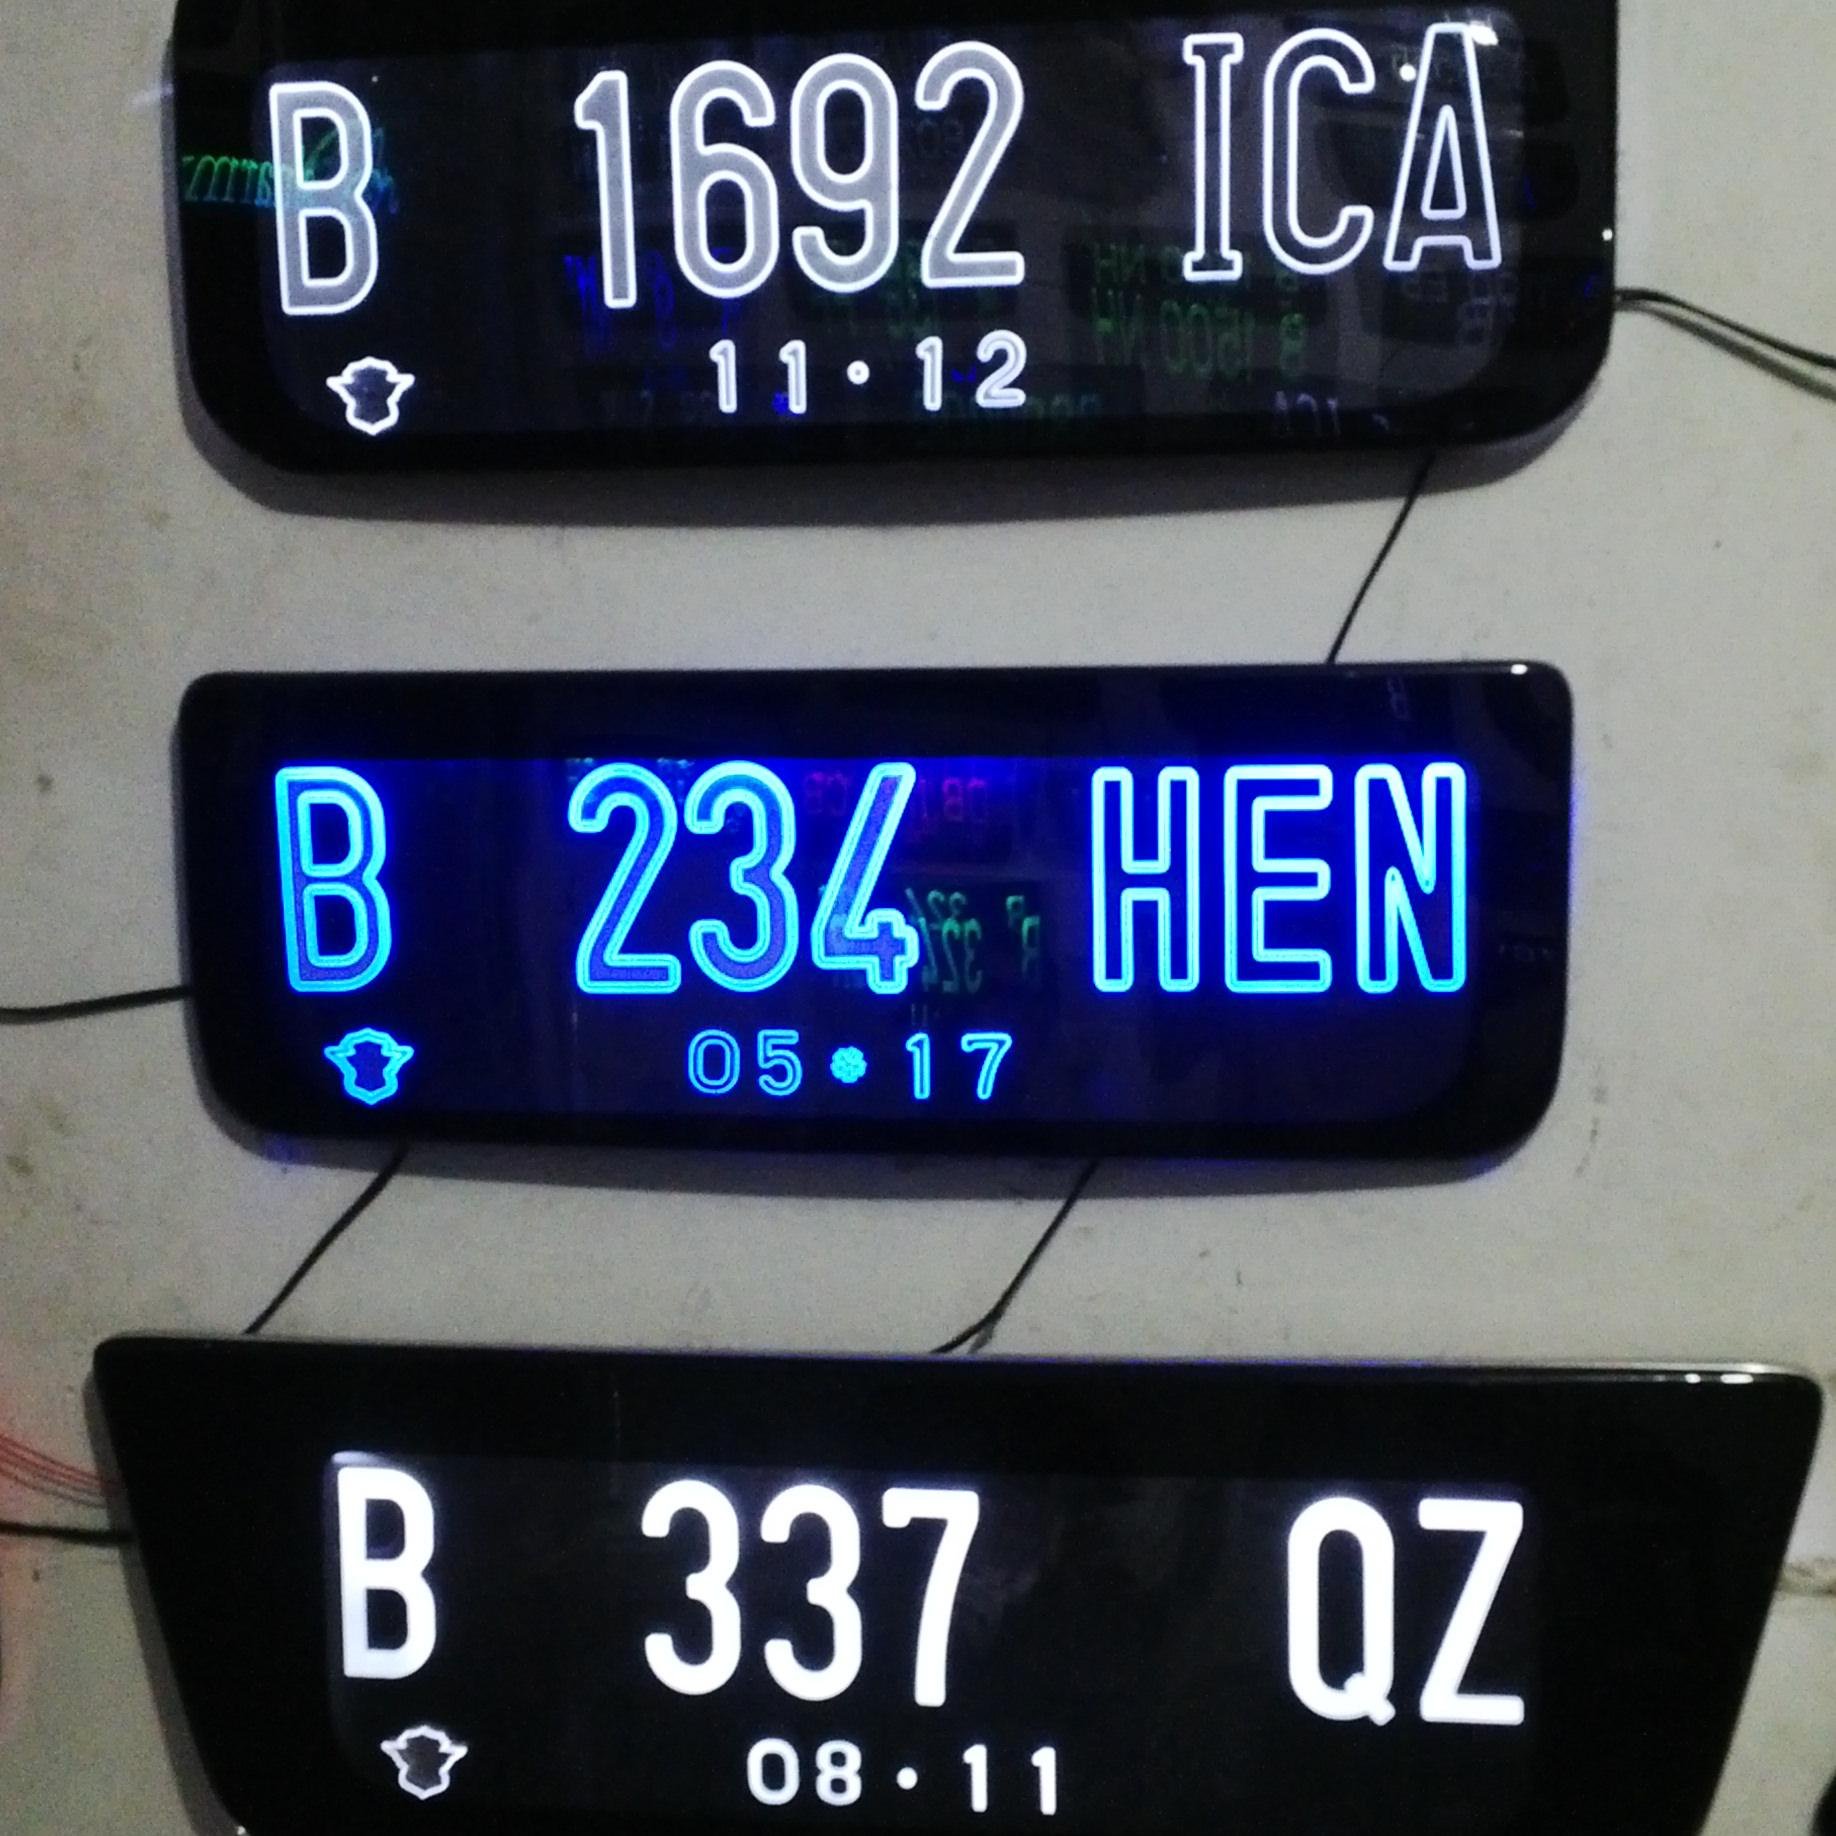 B 1692 ICA
11•12
B 234 HEN
05•17
B 337 QZ
08•11